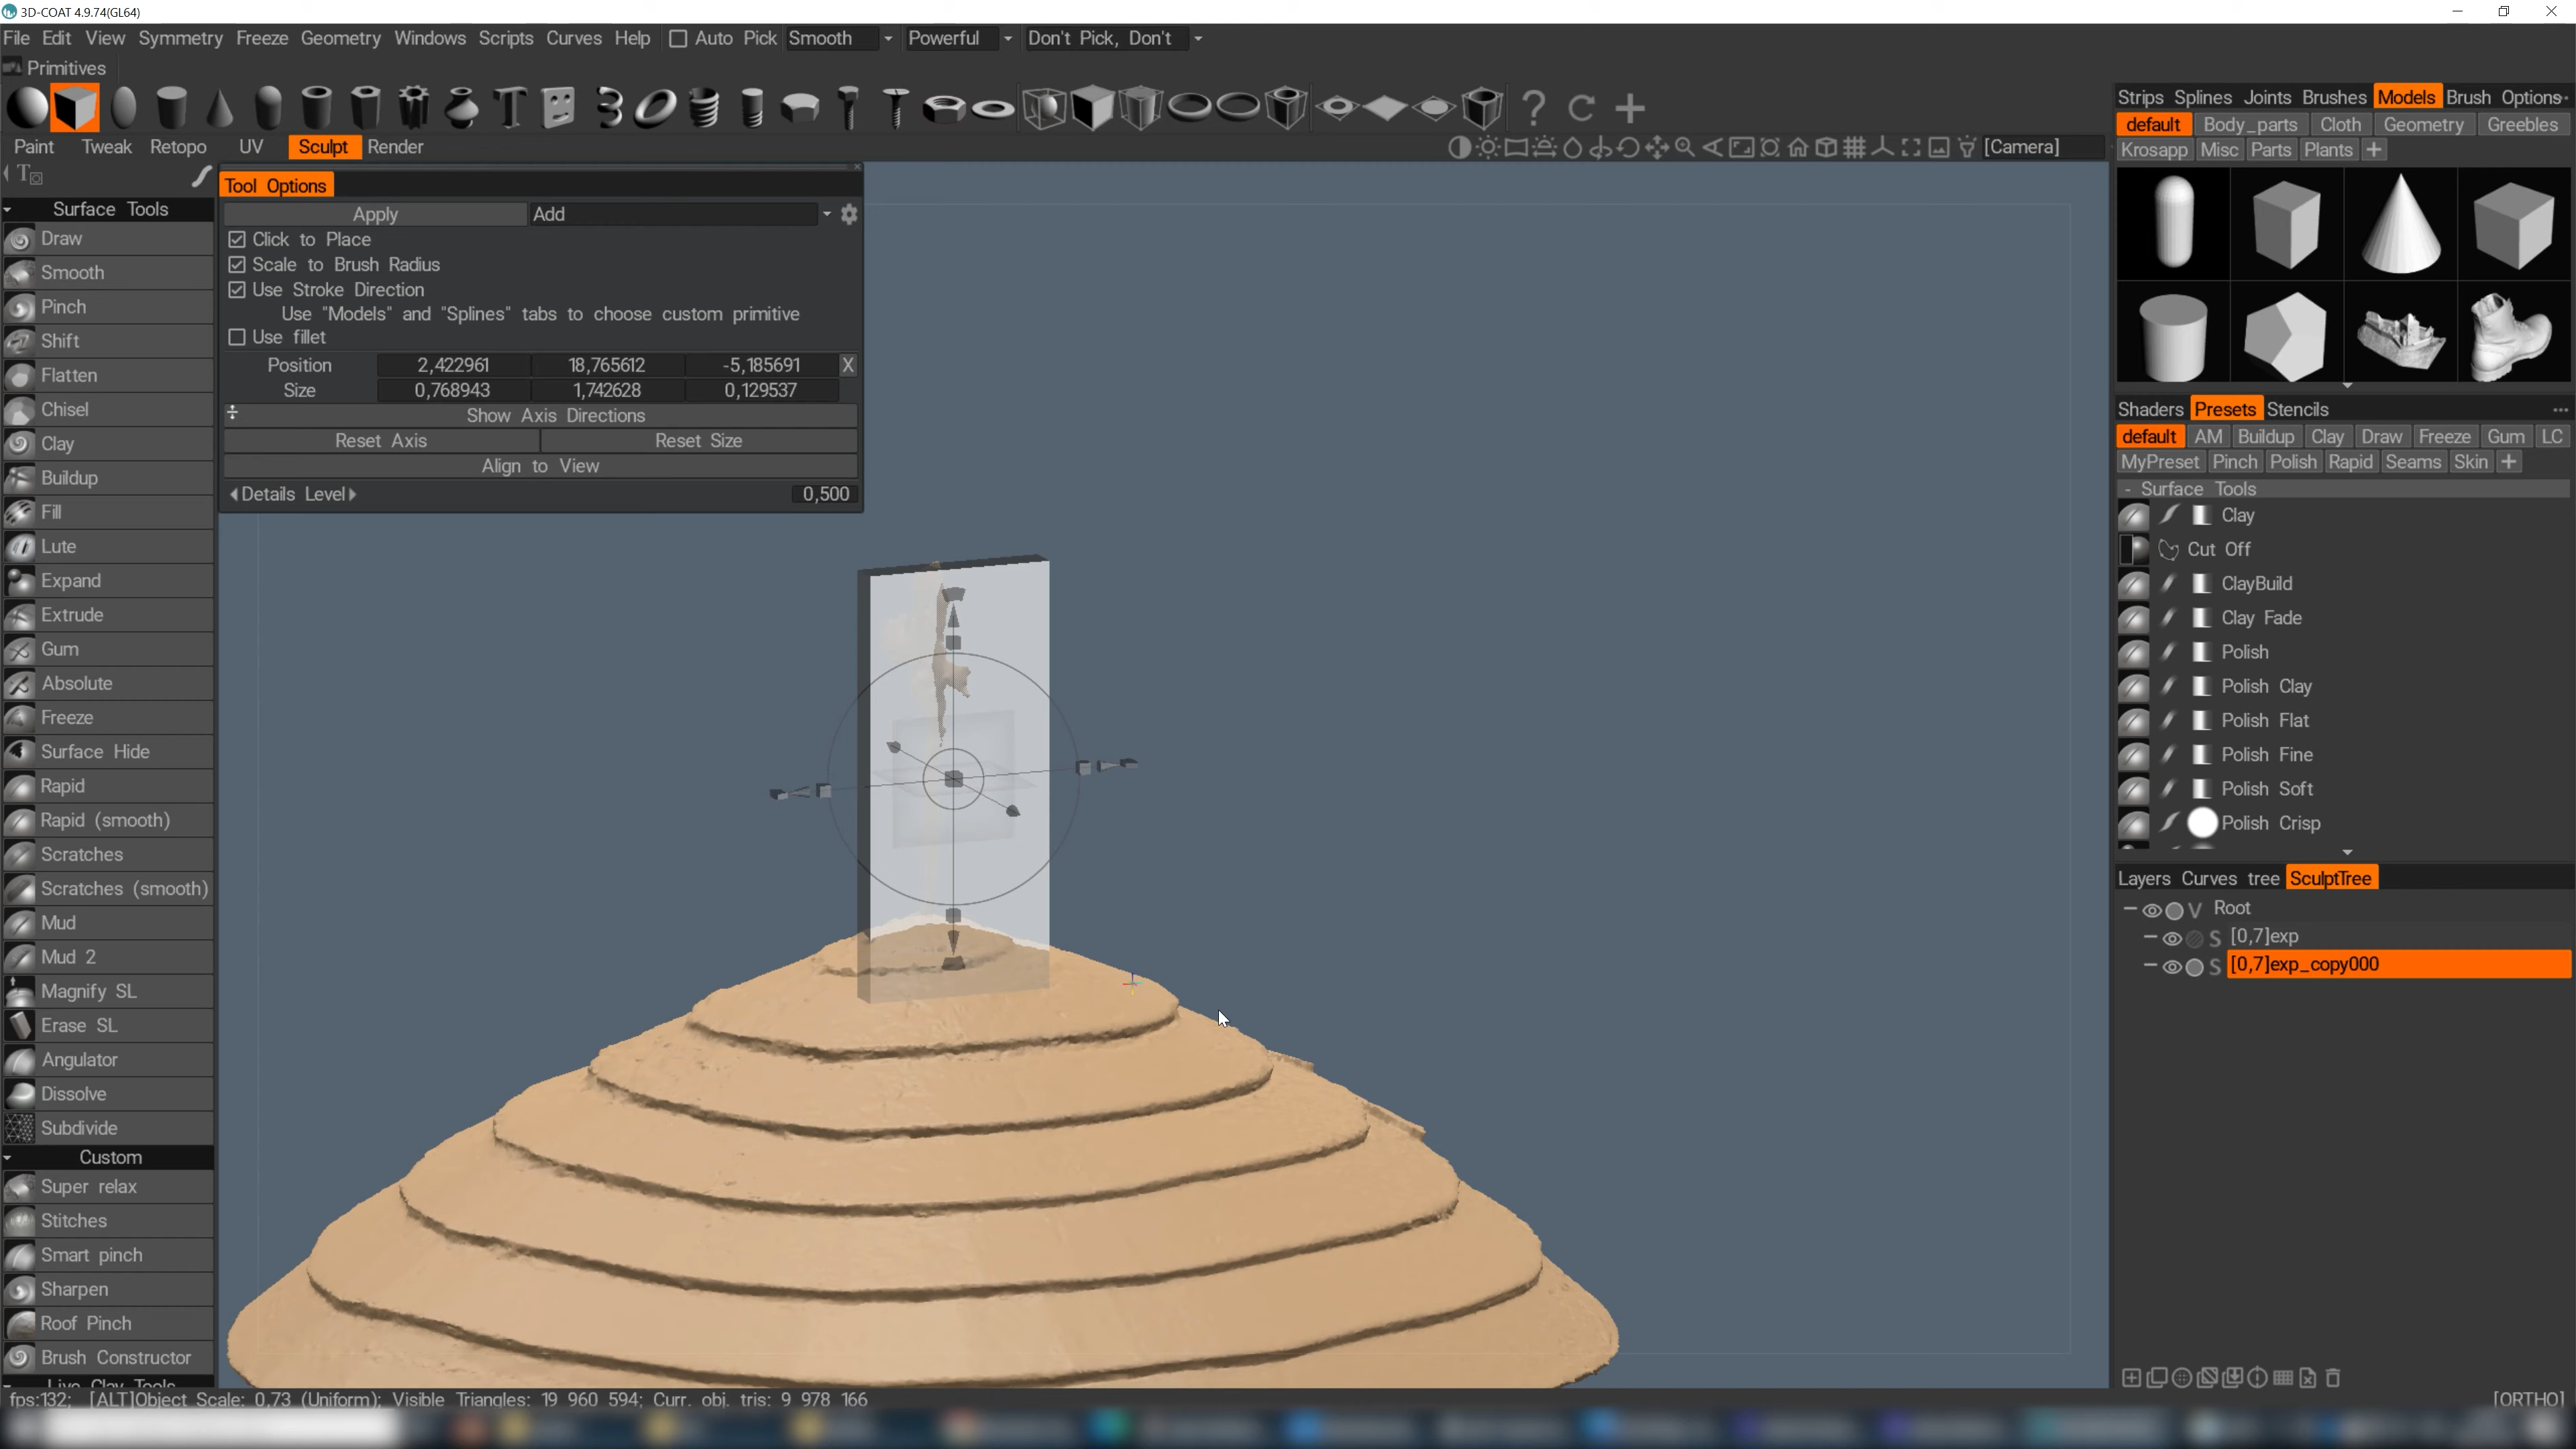 3D-COAT 4.9.74(GL64)
File Edit View Symmetry Freeze Geometry Windows Scripts Curves Help Auto Pick Smooth Powerful Don't Pick, Don't
Primitives
Paint Tweak Retopo UV Sculpt Render [Camera]
Tool Options
Apply Add
Click to Place
Scale to Brush Radius
Use Stroke Direction
Use "Models" and "Splines" tabs to choose custom primitive
Use fillet
Position 2,422961 18,765612 -5,185691 X
Size 0,768943 1,742628 0,129537
Show Axis Directions
Reset Axis Reset Size
Align to View
Details Level 0,500
Surface Tools
Draw
Smooth
Pinch
Shift
Flatten
Chisel
Clay
Buildup
Fill
Lute
Expand
Extrude
Gum
Absolute
Freeze
Surface Hide
Rapid
Rapid (smooth)
Scratches
Scratches (smooth)
Mud
Mud 2
Magnify SL
Erase SL
Angulator
Dissolve
Subdivide
Custom
Super relax
Stitches
Smart pinch
Sharpen
Roof Pinch
Brush Constructor
Live Clay Tools
Strips Splines Joints Brushes Models Brush Options
default Body_parts Cloth Geometry Greebles
Krosapp Misc Parts Plants +
Shaders Presets Stencils
default AM Buildup Clay Draw Freeze Gum LC
MyPreset Pinch Polish Rapid Seams Skin +
- Surface Tools
Clay
Cut Off
ClayBuild
Clay Fade
Polish
Polish Clay
Polish Flat
Polish Fine
Polish Soft
Polish Crisp
Layers Curves tree SculptTree
V Root
S [0,7]exp
S [0,7]exp_copy000
fps:132; [ALT]Object Scale: 0,73 (Uniform); Visible Triangles: 19 960 594; Curr. obj. tris: 9 978 166 [ORTHO]